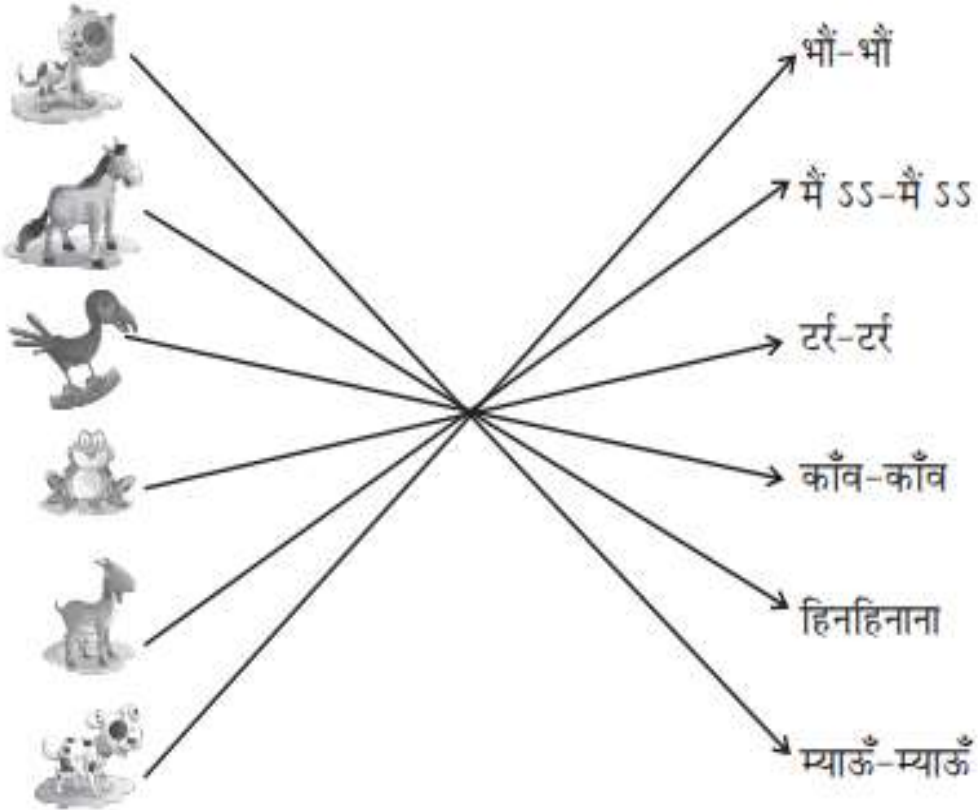 भौं-भौं
मैं ऽऽ-मैं ऽऽ
टर्र-टर्र
काँव-काँव
हिनहिनाना
म्याऊँ-म्याऊँ